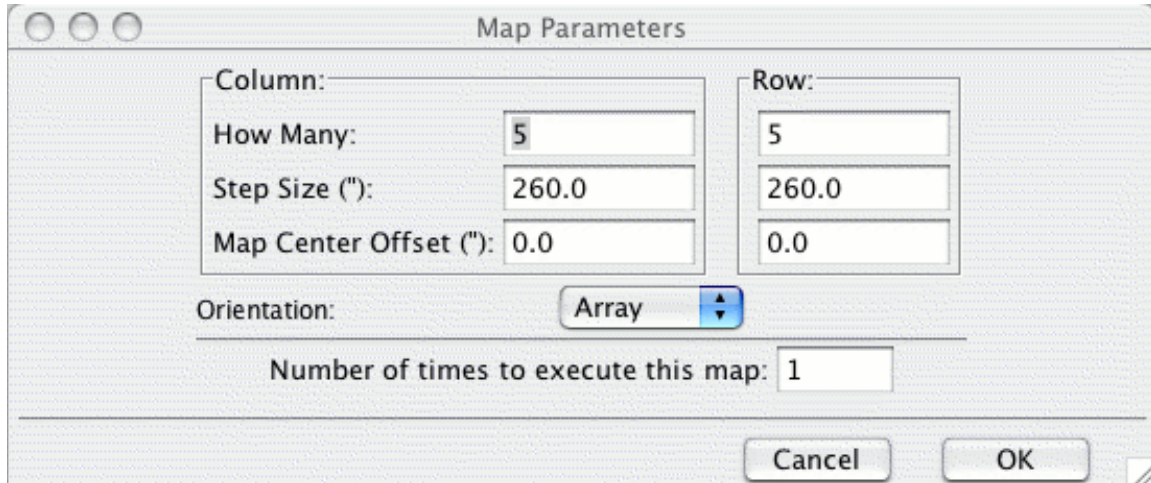 Map Parameters
Column: Row:
How Many: 5 5
Step Size ("): 260.0 260.0
Map Center Offset ("): 0.0 0.0
Orientation: Array
Number of times to execute this map: 1
Cancel OK